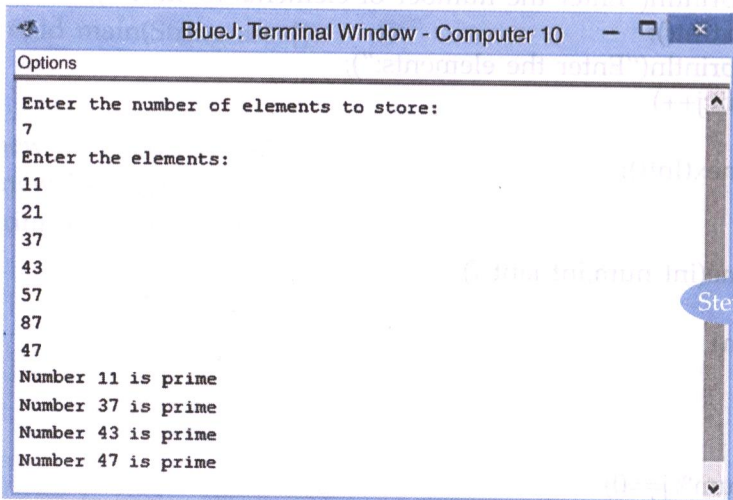 BlueJ: Terminal Window - Computer 10
Options
Enter the number of elements to store:
7
Enter the elements:
11
21
37
43
57
87
47
Number 11 is prime
Number 37 is prime
Number 43 is prime
Number 47 is prime